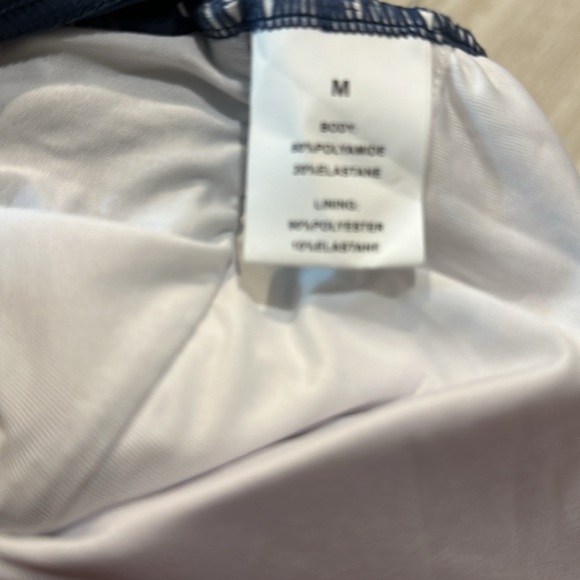 M
BODY:
80%POLYAMIDE
20%ELASTANE
LINING:
90%POLYESTER
10%ELASTANE